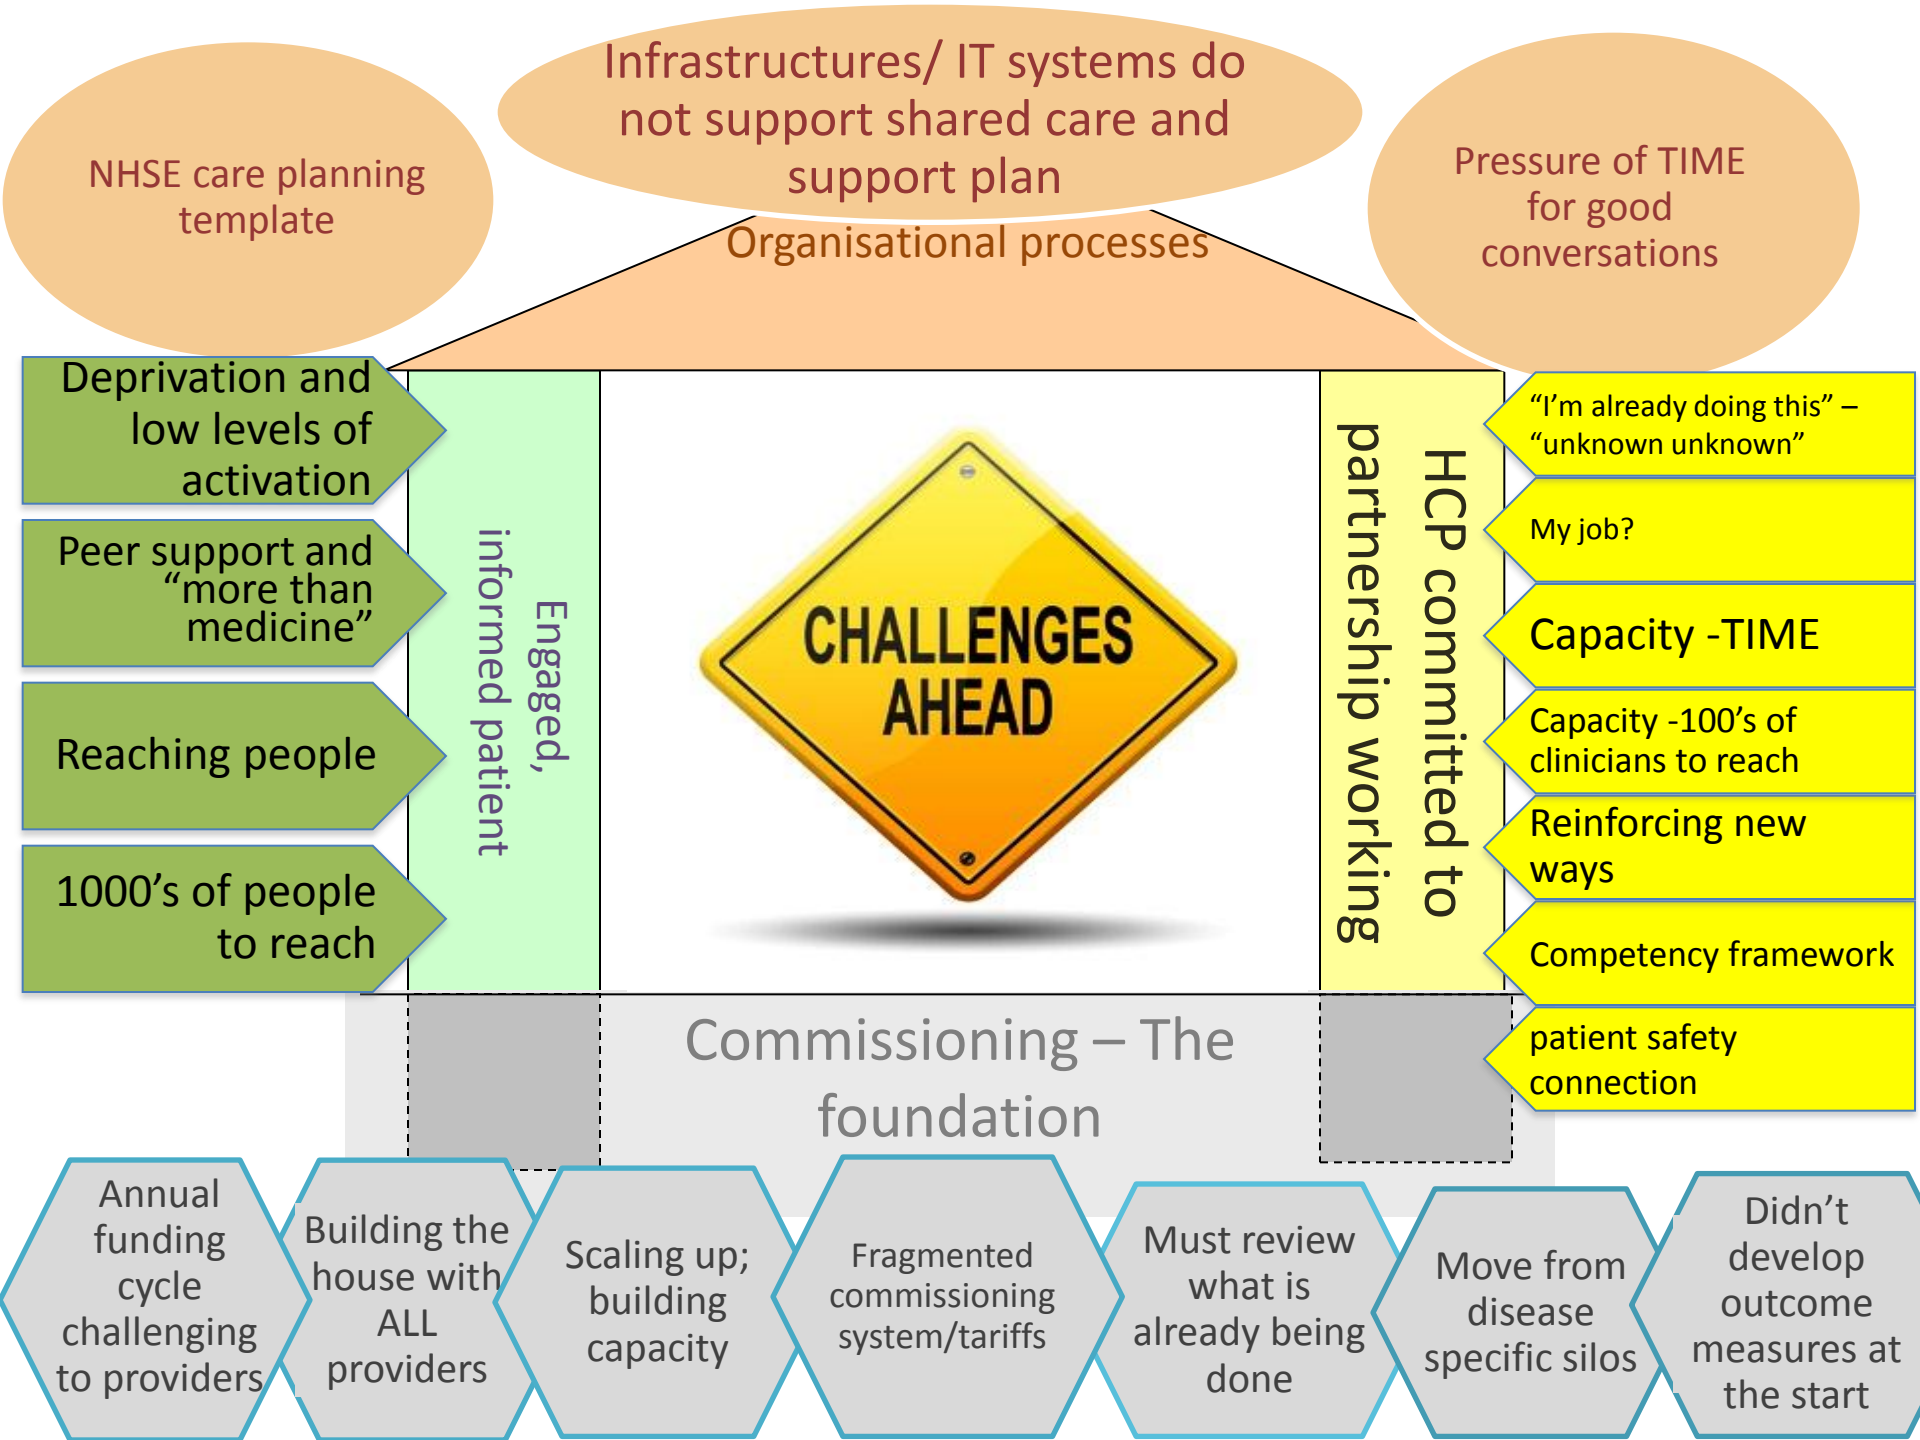 Infrastructures/ IT systems do
not support shared care and
support plan
NHSE care planning
template
Pressure of TIME
for good
conversations
Organisational processes
Deprivation and
low levels of
activation
Peer support and
“more than
medicine”
Reaching people
1000’s of people
to reach
Engaged,
informed patient
CHALLENGES
AHEAD
HCP committed to
partnership working
“I’m already doing this” –
“unknown unknown”
My job?
Capacity -TIME
Capacity -100’s of
clinicians to reach
Reinforcing new
ways
Competency framework
patient safety
connection
Commissioning – The
foundation
Annual
funding
cycle
challenging
to providers
Building the
house with
ALL
providers
Scaling up;
building
capacity
Fragmented
commissioning
system/tariffs
Must review
what is
already being
done
Move from
disease
specific silos
Didn’t
develop
outcome
measures at
the start